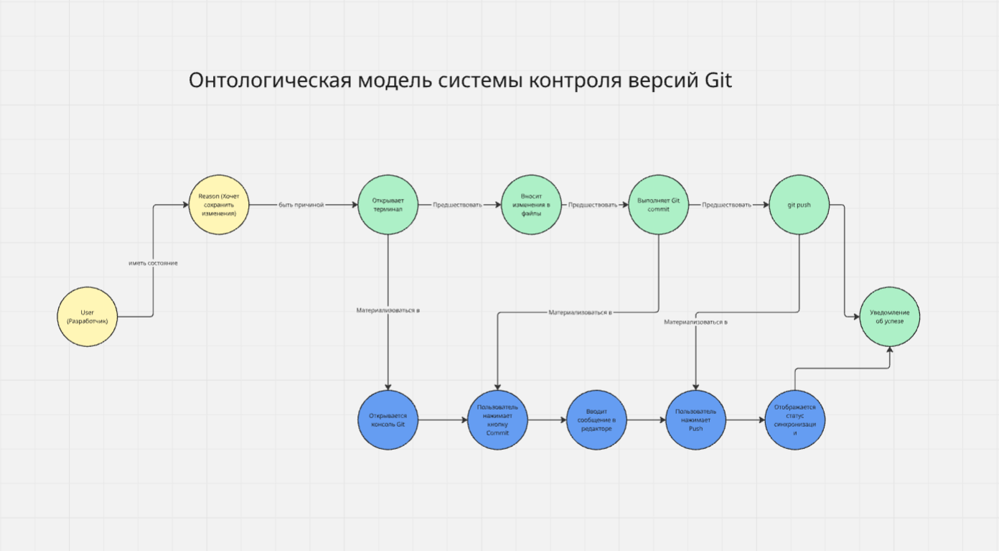 Онтологическая модель системы контроля версий Git
Reason (Хочет
сохранить
изменения)
быть причиной
Открывает
терминал
Предшествовать
Вносит
изменения в
файлы
Предшествовать
Выполняет Git
commit
Предшествовать
git push
иметь состояние
User
(Разработчик)
Материализоваться в
Материализоваться в
Материализоваться в
Уведомление
об успезе
Открывается
консоль Git
Пользователь
нажимает
кнопку
Commit
Вводит
сообщение в
редакторе
Пользователь
нажимает
Push
Отображается
статус
синхронизаци
и